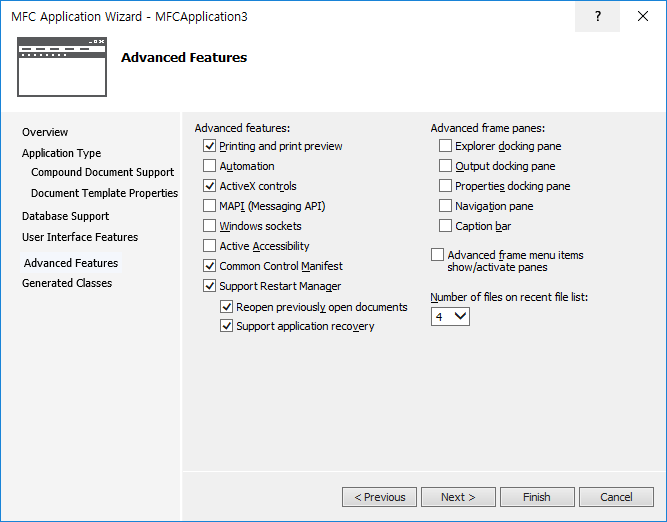 MFC Application Wizard - MFCApplication3
?
Advanced Features
Overview
Application Type
Compound Document Support
Document Template Properties
Database Support
User Interface Features
Advanced Features
Generated Classes
Advanced features:
Printing and print preview
Automation
ActiveX controls
MAPI (Messaging API)
Windows sockets
Active Accessibility
Common Control Manifest
Support Restart Manager
Reopen previously open documents
Support application recovery
Advanced frame panes:
Explorer docking pane
Output docking pane
Properties docking pane
Navigation pane
Caption bar
Advanced frame menu items
show/activate panes
Number of files on recent file list:
4
< Previous
Next >
Finish
Cancel